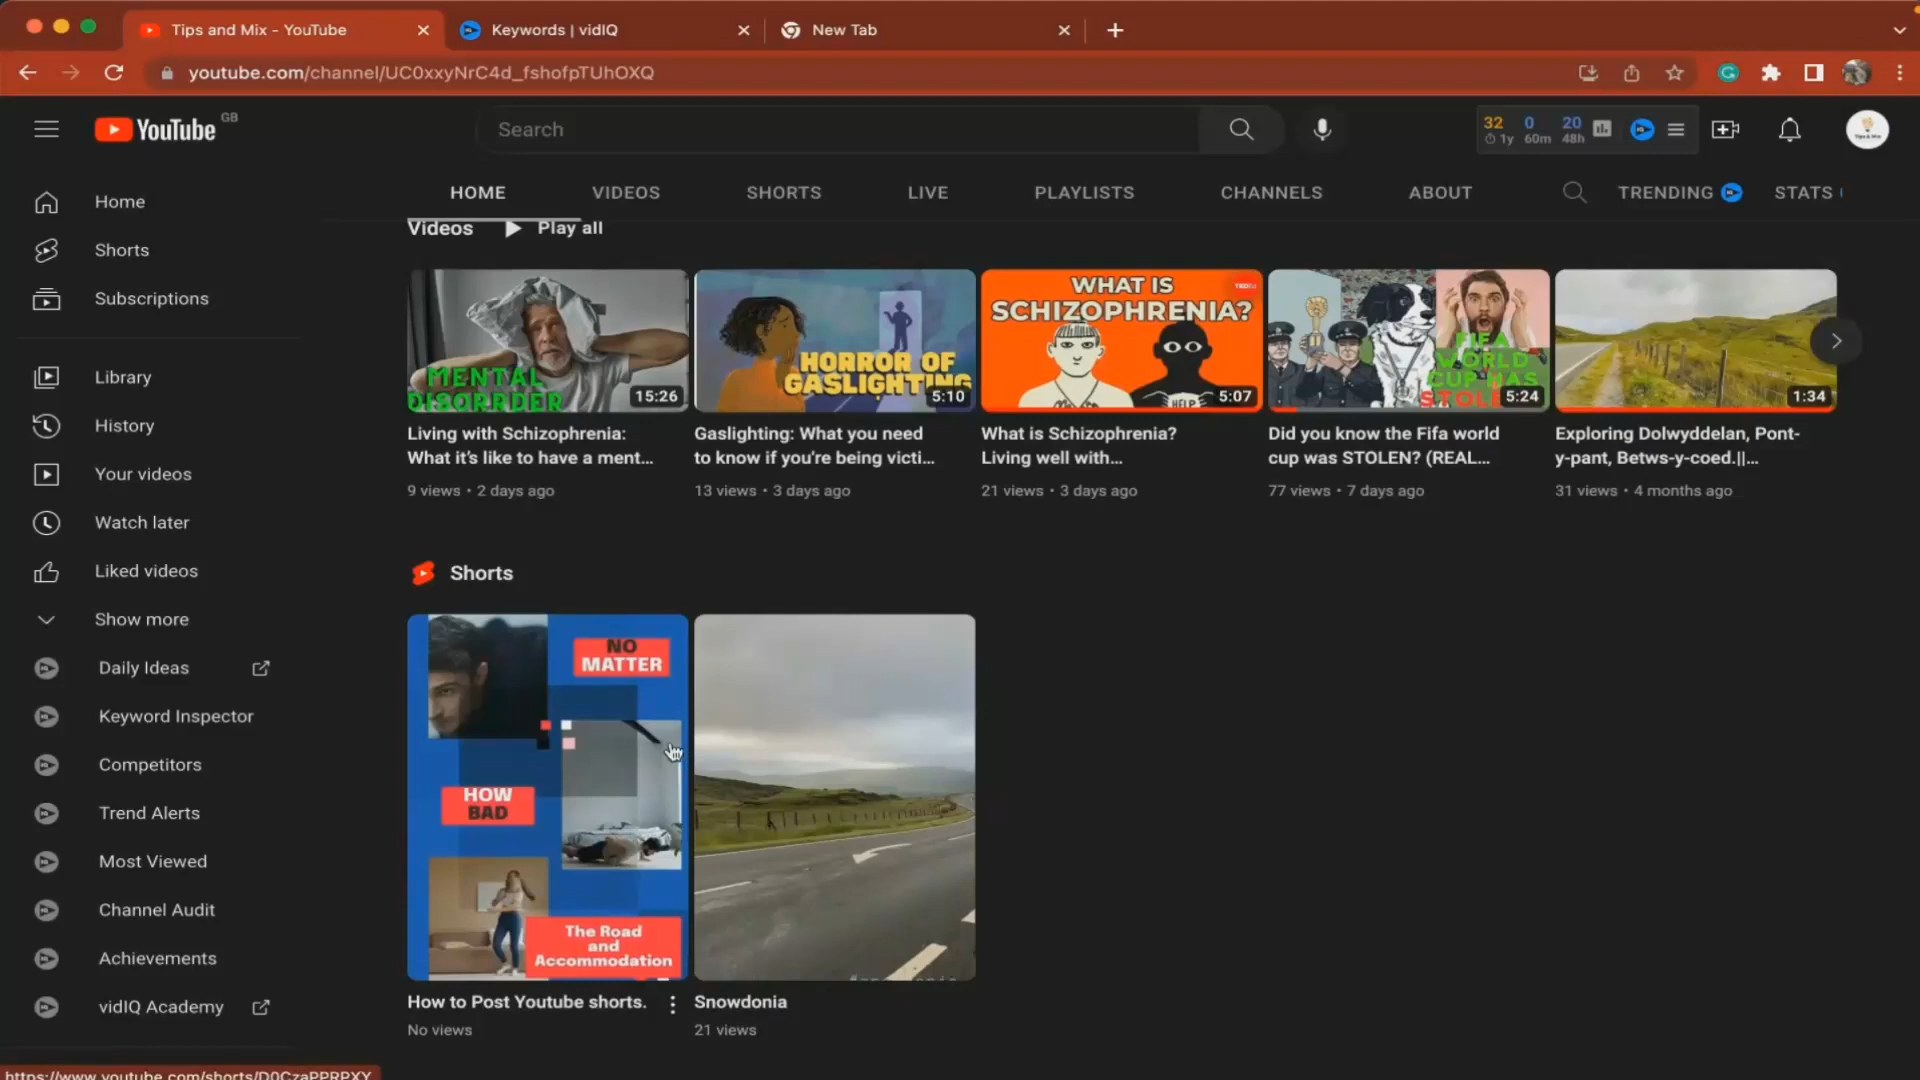 Tips and Mix - YouTube
Keywords | vidIQ
New Tab
youtube.com/channel/UC0xxyNrC4d_fshofpTUhOXQ
YouTube GB
Search
32 0 20
1y 60m 48h
HOME VIDEOS SHORTS LIVE PLAYLISTS CHANNELS ABOUT TRENDING STATS
Home
Shorts
Subscriptions
Library
History
Your videos
Watch later
Liked videos
Show more
Daily Ideas
Keyword Inspector
Competitors
Trend Alerts
Most Viewed
Channel Audit
Achievements
vidIQ Academy
Videos Play all
MENTAL
DISORRDER
15:26
Living with Schizophrenia:
What it's like to have a ment...
9 views • 2 days ago
HORROR OF
GASLIGHTING
5:10
Gaslighting: What you need
to know if you're being victi...
13 views • 3 days ago
WHAT IS
SCHIZOPHRENIA?
HELP
5:07
What is Schizophrenia?
Living well with...
21 views • 3 days ago
FIFA
WORLD
CUP HAS
5:24
Did you know the Fifa world
cup was STOLEN? (REAL...
77 views • 7 days ago
1:34
Exploring Dolwyddelan, Pont-
y-pant, Betws-y-coed.||...
31 views • 4 months ago
Shorts
NO
MATTER
HOW
BAD
The Road
and
Accommodation
How to Post Youtube shorts.
No views
Snowdonia
21 views
https://www.youtube.com/shorts/D0CzaPPRPXY